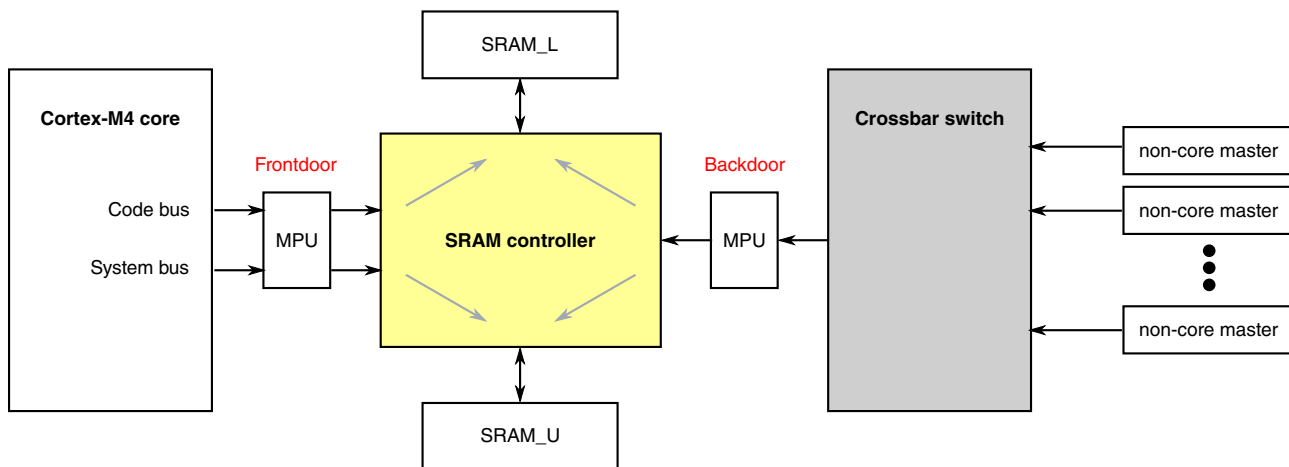 SRAM_L
Cortex-M4 core
Crossbar switch
Frontdoor
Backdoor
non-core master
Code bus
MPU
SRAM controller
MPU
non-core master
System bus
non-core master
SRAM_U